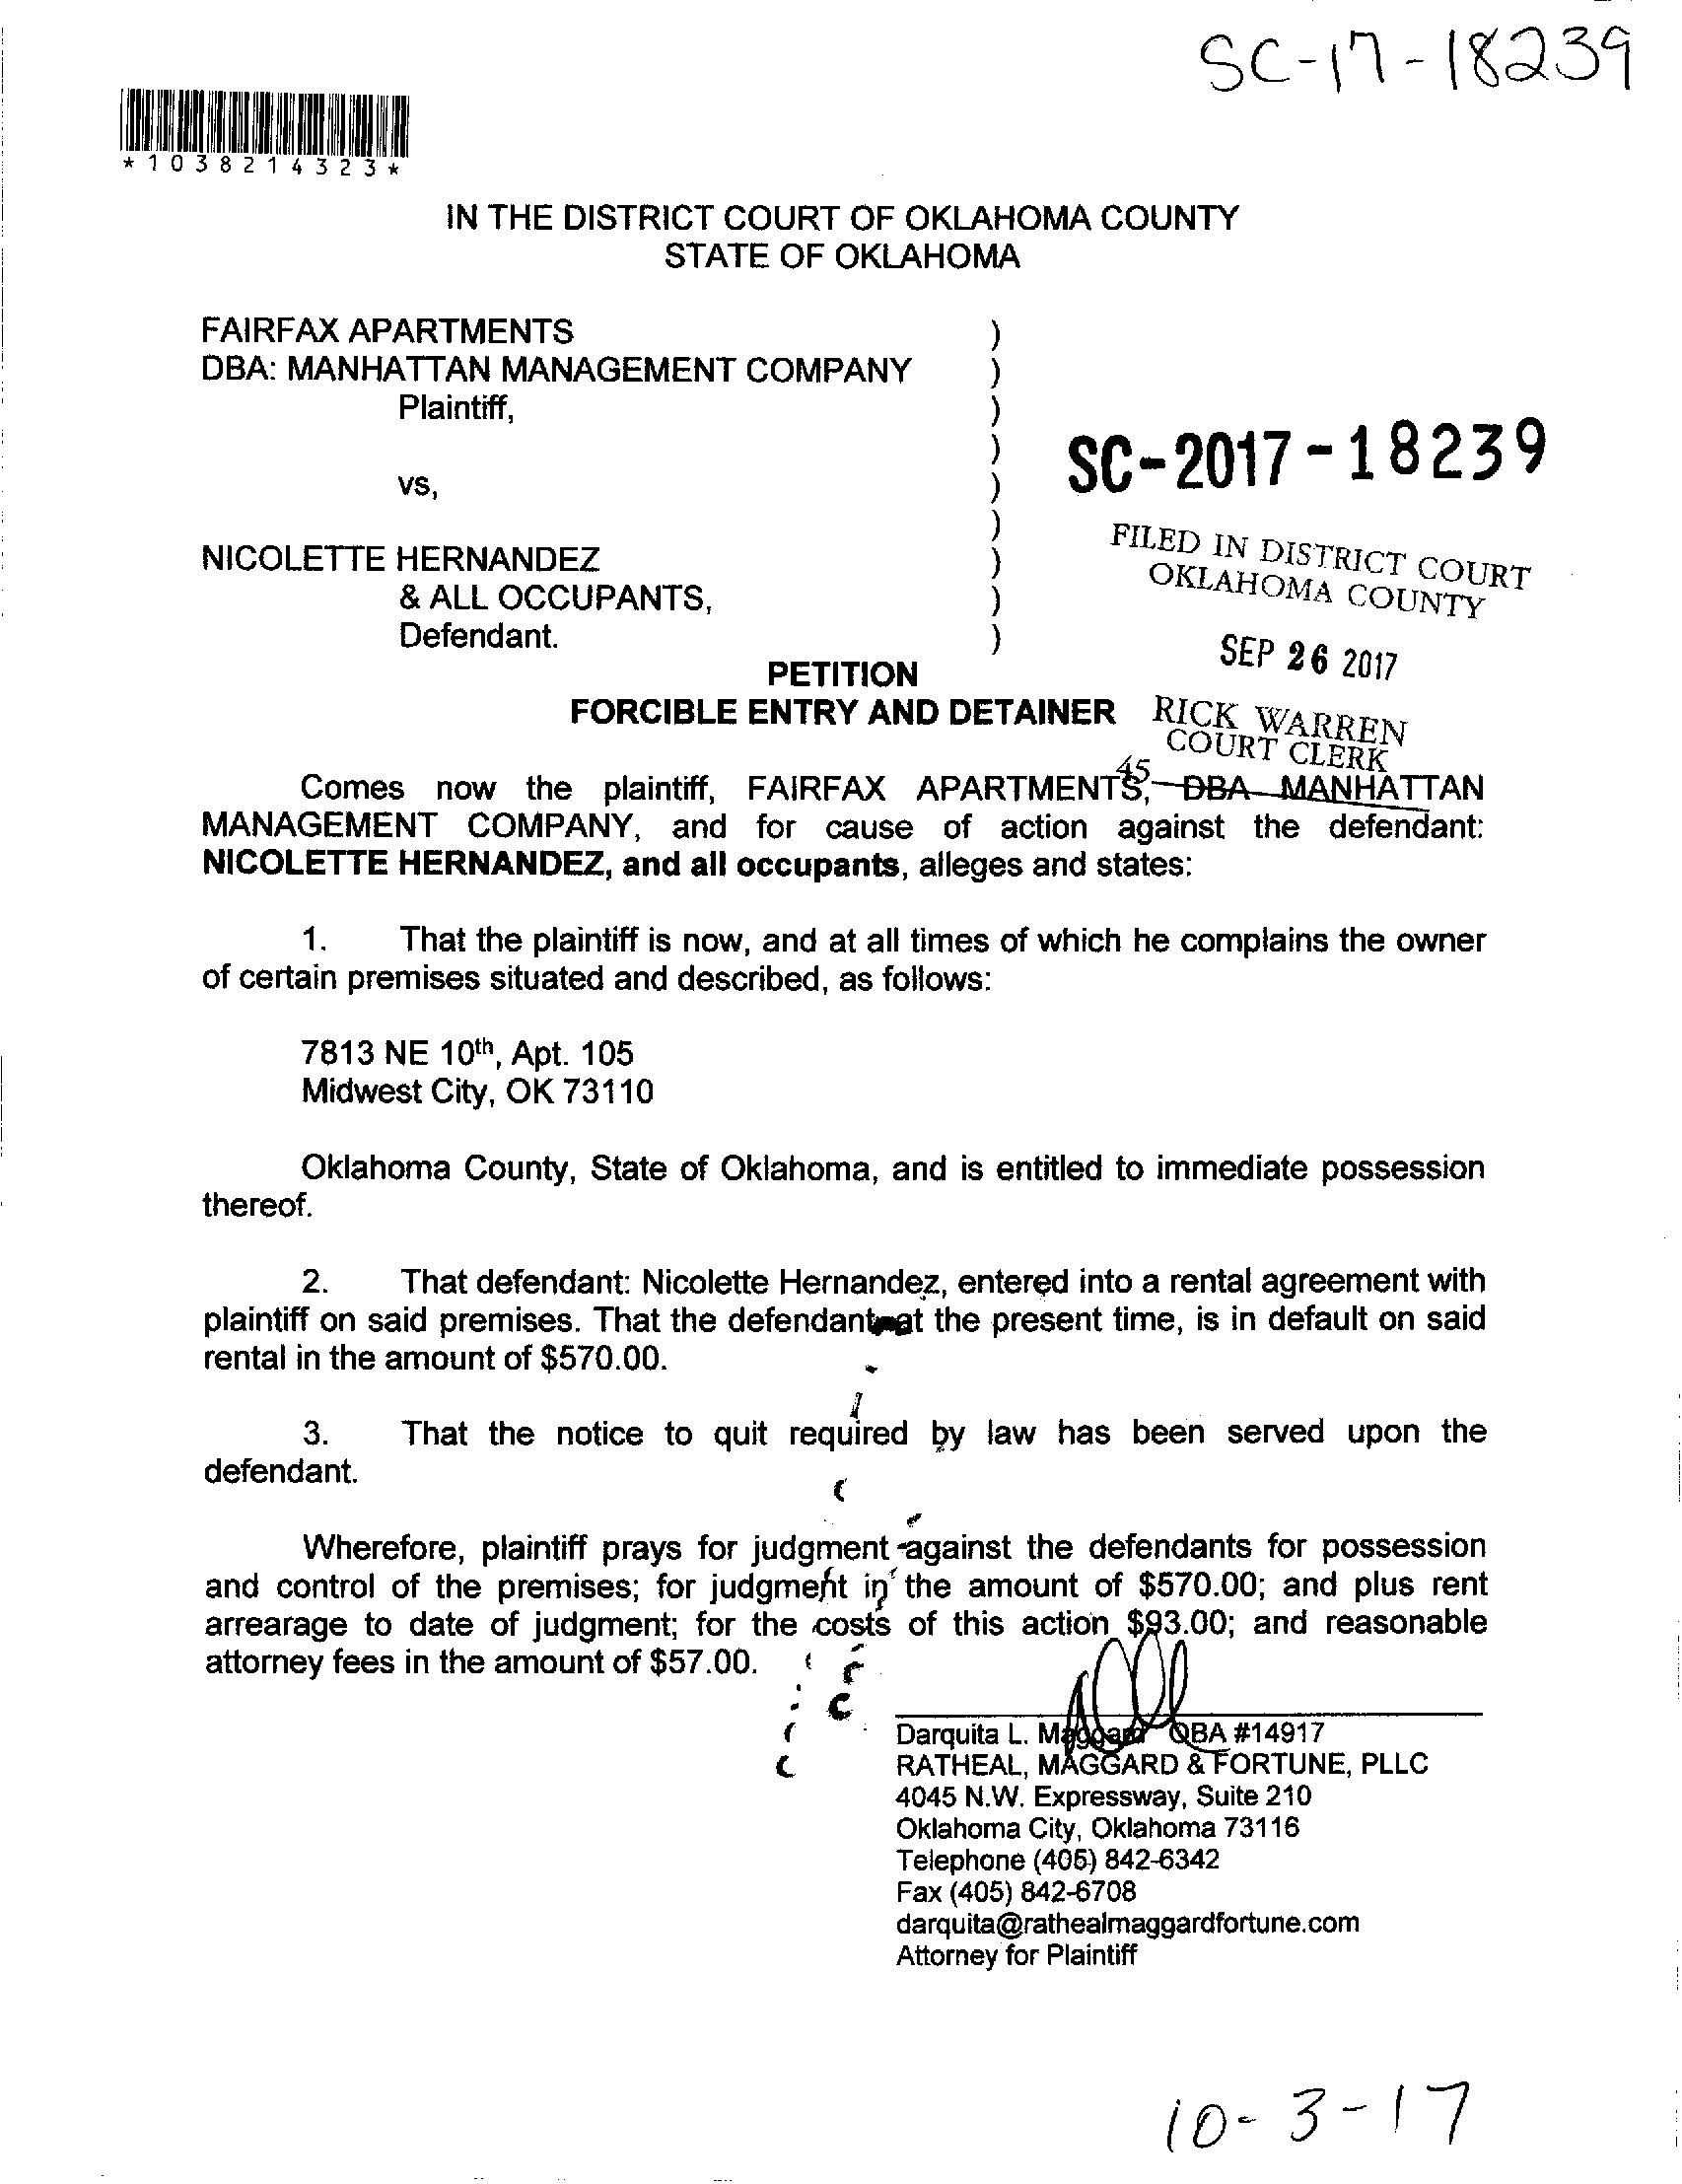 SC-17-18239
*1038214323*
IN THE DISTRICT COURT OF OKLAHOMA COUNTY
STATE OF OKLAHOMA
FAIRFAX APARTMENTS )
DBA: MANHATTAN MANAGEMENT COMPANY )
Plaintiff, )
)
vs, )
)
SC-2017-18239
NICOLETTE HERNANDEZ )
& ALL OCCUPANTS, )
Defendant. )
FILED IN DISTRICT COURT
OKLAHOMA COUNTY
SEP 26 2017
RICK WARREN
COURT CLERK
45
PETITION
FORCIBLE ENTRY AND DETAINER
Comes now the plaintiff, FAIRFAX APARTMENTS, DBA MANHATTAN
MANAGEMENT COMPANY, and for cause of action against the defendant:
NICOLETTE HERNANDEZ, and all occupants, alleges and states:
1. That the plaintiff is now, and at all times of which he complains the owner
of certain premises situated and described, as follows:
7813 NE 10th, Apt. 105
Midwest City, OK 73110
Oklahoma County, State of Oklahoma, and is entitled to immediate possession
thereof.
2. That defendant: Nicolette Hernandez, entered into a rental agreement with
plaintiff on said premises. That the defendant at the present time, is in default on said
rental in the amount of $570.00.
3. That the notice to quit required by law has been served upon the
defendant.
Wherefore, plaintiff prays for judgment against the defendants for possession
and control of the premises; for judgment in the amount of $570.00; and plus rent
arrearage to date of judgment; for the costs of this action $93.00; and reasonable
attorney fees in the amount of $57.00.
Darquita L. Maggard OBA #14917
RATHEAL, MAGGARD & FORTUNE, PLLC
4045 N.W. Expressway, Suite 210
Oklahoma City, Oklahoma 73116
Telephone (405) 842-6342
Fax (405) 842-6708
darquita@rathealmaggardfortune.com
Attorney for Plaintiff
10-3-17